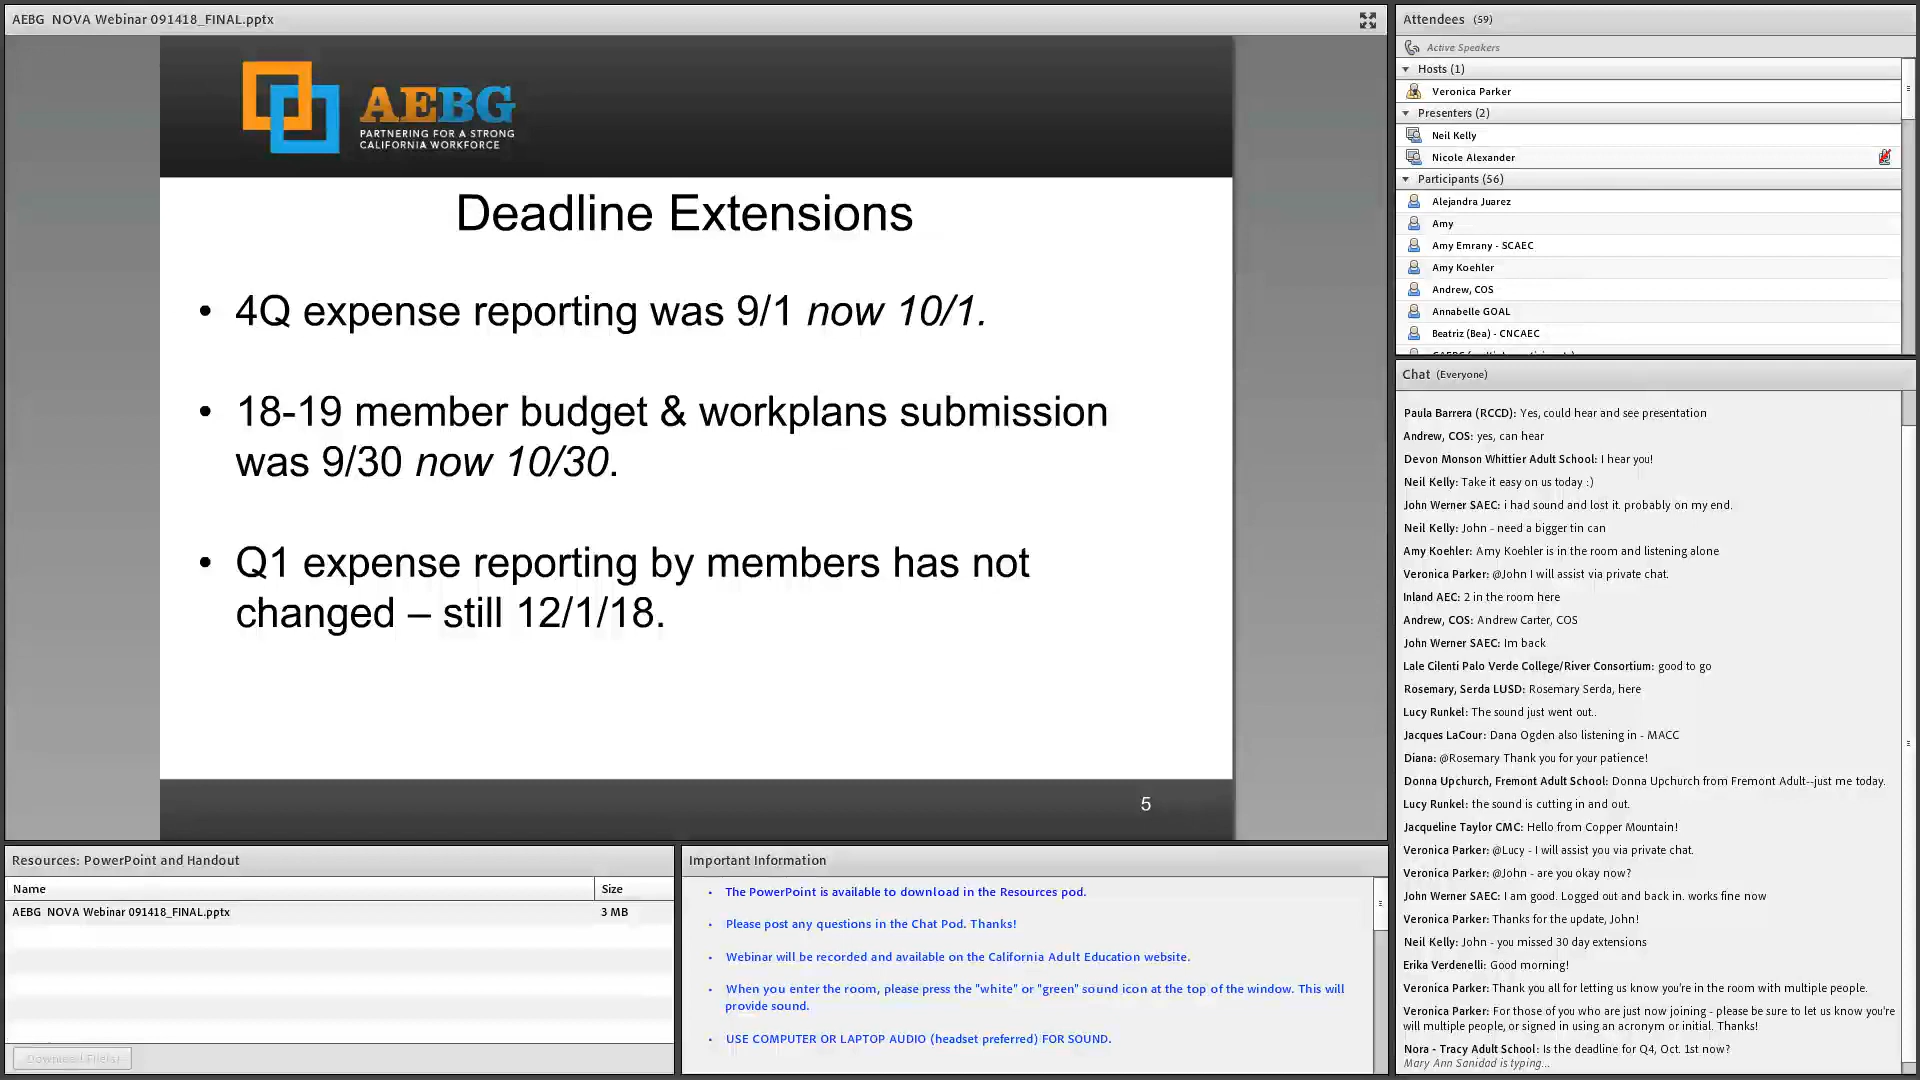 AEBG NOVA Webinar 091418_FINAL.pptx
AEBG
PARTNERING FOR A STRONG
CALIFORNIA WORKFORCE
Deadline Extensions
• 4Q expense reporting was 9/1 now 10/1.
• 18-19 member budget & workplans submission
was 9/30 now 10/30.
• Q1 expense reporting by members has not
changed – still 12/1/18.
5
Resources: PowerPoint and Handout
Name Size
AEBG NOVA Webinar 091418_FINAL.pptx 3 MB
Download File(s)
Important Information
• The PowerPoint is available to download in the Resources pod.
• Please post any questions in the Chat Pod. Thanks!
• Webinar will be recorded and available on the California Adult Education website.
• When you enter the room, please press the "white" or "green" sound icon at the top of the window. This will
provide sound.
• USE COMPUTER OR LAPTOP AUDIO (headset preferred) FOR SOUND.
Attendees (59)
Active Speakers
Hosts (1)
Veronica Parker
Presenters (2)
Neil Kelly
Nicole Alexander
Participants (56)
Alejandra Juarez
Amy
Amy Emrany - SCAEC
Amy Koehler
Andrew, COS
Annabelle GOAL
Beatriz (Bea) - CNCAEC
Chat (Everyone)
Paula Barrera (RCCD): Yes, could hear and see presentation
Andrew, COS: yes, can hear
Devon Monson Whittier Adult School: I hear you!
Neil Kelly: Take it easy on us today :)
John Werner SAEC: i had sound and lost it. probably on my end.
Neil Kelly: John - need a bigger tin can
Amy Koehler: Amy Koehler is in the room and listening alone
Veronica Parker: @John I will assist via private chat.
Inland AEC: 2 in the room here
Andrew, COS: Andrew Carter, COS
John Werner SAEC: Im back
Lale Cilenti Palo Verde College/River Consortium: good to go
Rosemary, Serda LUSD: Rosemary Serda, here
Lucy Runkel: The sound just went out..
Jacques LaCour: Dana Ogden also listening in - MACC
Diana: @Rosemary Thank you for your patience!
Donna Upchurch, Fremont Adult School: Donna Upchurch from Fremont Adult--just me today.
Lucy Runkel: the sound is cutting in and out.
Jacqueline Taylor CMC: Hello from Copper Mountain!
Veronica Parker: @Lucy - I will assist you via private chat.
Veronica Parker: @John - are you okay now?
John Werner SAEC: I am good. Logged out and back in. works fine now
Veronica Parker: Thanks for the update, John!
Neil Kelly: John - you missed 30 day extensions
Erika Verdenelli: Good morning!
Veronica Parker: Thank you all for letting us know you're in the room with multiple people.
Veronica Parker: For those of you who are just now joining - please be sure to let us know you're
will multiple people, or signed in using an acronym or initial. Thanks!
Nora - Tracy Adult School: Is the deadline for Q4, Oct. 1st now?
Mary Ann Sanidad is typing...